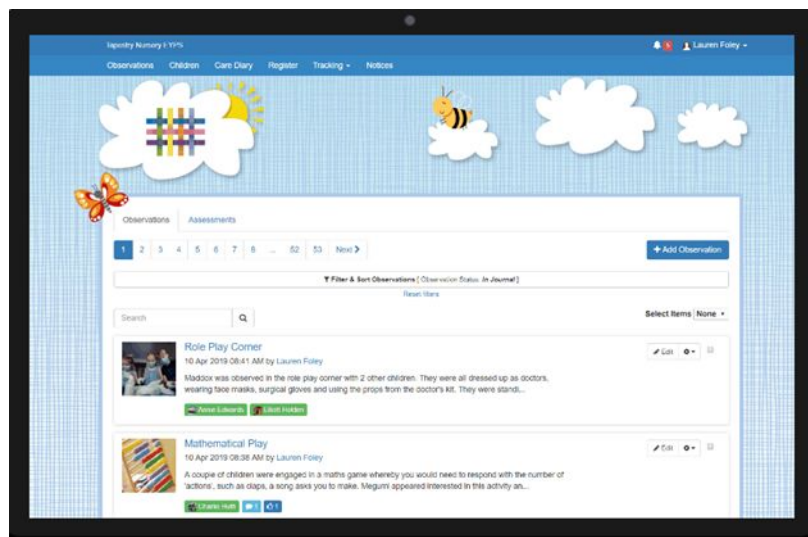 Tapestry Nursery EYFS
5 Lauren Foley
Observations Children Care Diary Register Tracking Notices
Observations Assessments
1 2 3 4 5 6 7 8 ... 52 53 Next
+ Add Observation
Filter & Sort Observations [ Observation Status: In Journal ]
Reset filters
Search
Select Items None
Role Play Corner
Edit
10 Apr 2019 08:41 AM by Lauren Foley
Maddox was observed in the role play corner with 2 other children. They were all dressed up as doctors,
wearing face masks, surgical gloves and using the props from the doctor's kit. They were standi...
Annie Edwards Elliott Holden
Mathematical Play
Edit
10 Apr 2019 08:38 AM by Lauren Foley
A couple of children were engaged in a maths game whereby you would need to respond with the number of
'actions', such as claps, a song asks you to make. Megumi appeared interested in this activity an...
Charlie Hutt 1 1